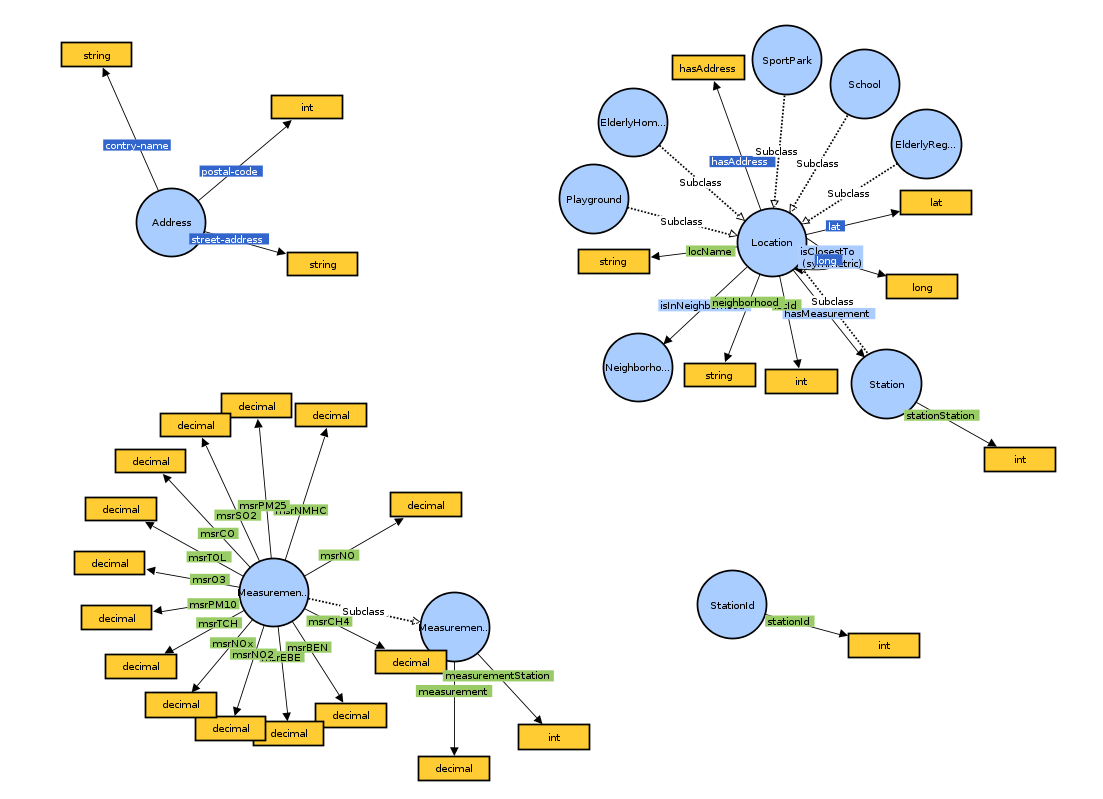 string
int
contry-name
postal-code
Address
street-address
string
hasAddress
SportPark
School
ElderlyHom...
ElderlyReg...
hasAddress
Subclass
Subclass
Subclass
Subclass
Playground
Subclass
lat
lat
Location
locName
string
isClosestTo
(symmetric)
long
long
Subclass
isInNeighborhood
neighborhood
hasMeasurement
Neighborho...
string
int
Station
stationStation
int
decimal
decimal
decimal
decimal
decimal
decimal
decimal
decimal
decimal
msrPM25
msrNMHC
msrSO2
msrCO
msrNO
msrTOL
msrO3
msrPM10
Measuremen...
Subclass
msrCH4
Measuremen...
msrTCH
msrNOx
msrNO2
msrEBE
msrBEN
decimal
decimal
decimal
decimal
decimal
decimal
measurementStation
measurement
int
decimal
StationId
stationId
int